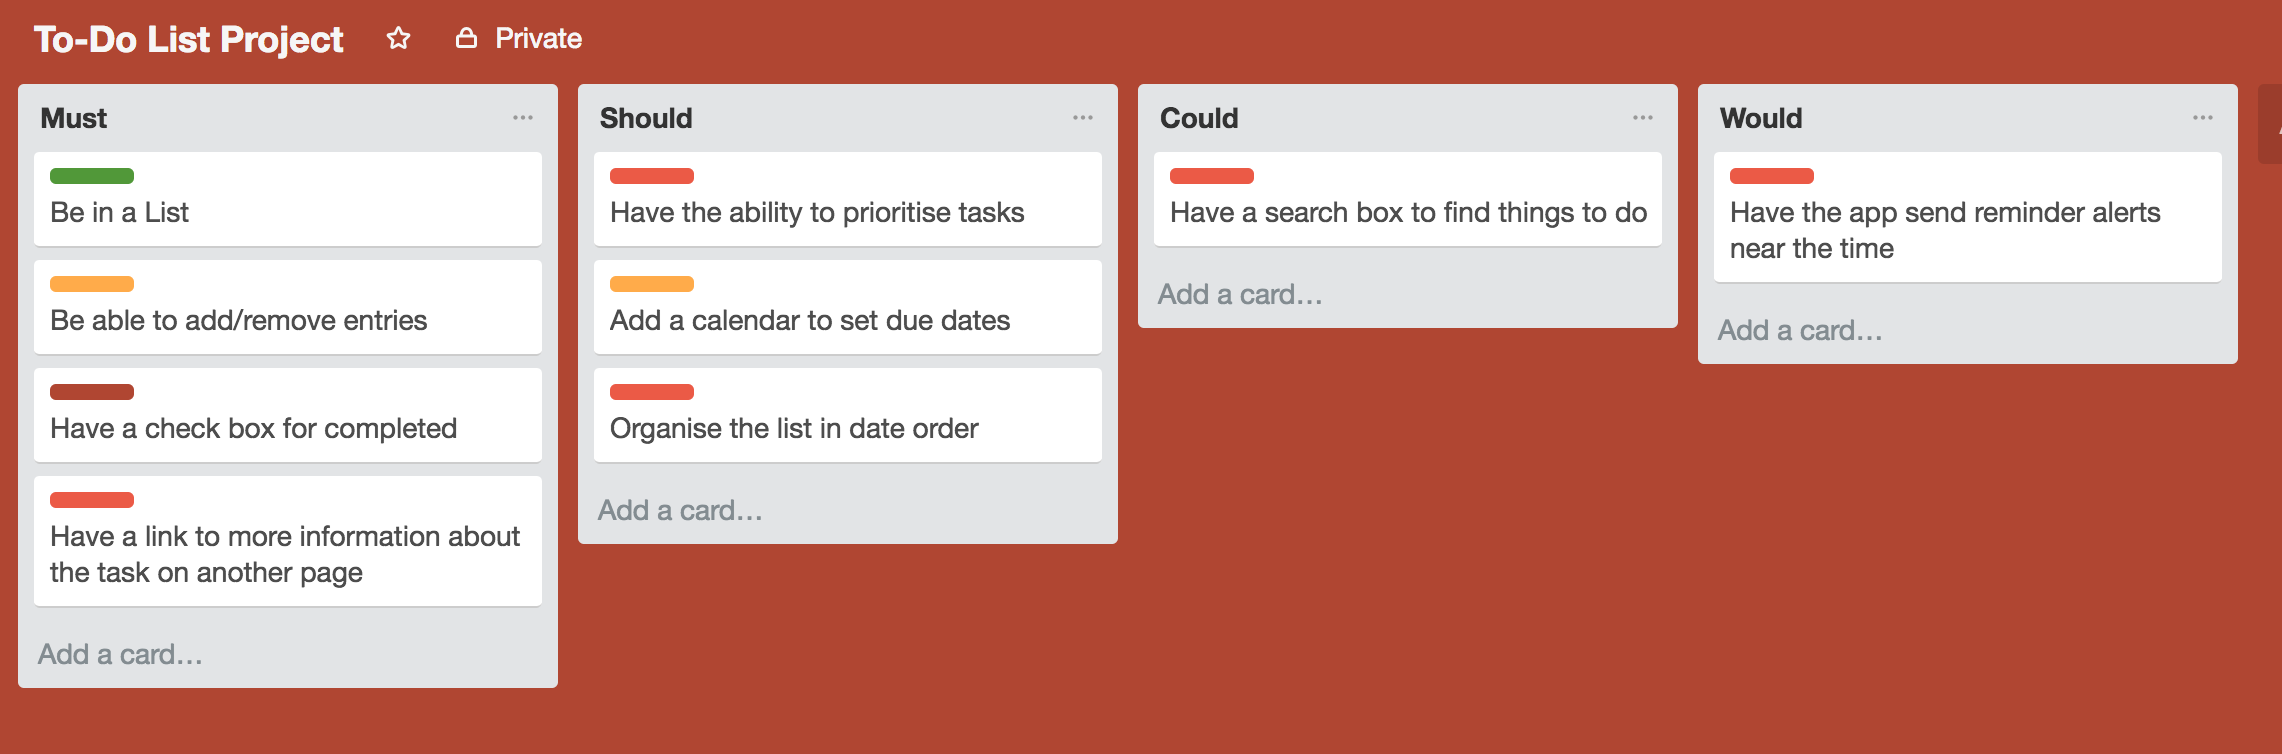 To-Do List Project Private
Must
Be in a List
Be able to add/remove entries
Have a check box for completed
Have a link to more information about
the task on another page
Add a card...
Should
Have the ability to prioritise tasks
Add a calendar to set due dates
Organise the list in date order
Add a card...
Could
Have a search box to find things to do
Add a card...
Would
Have the app send reminder alerts
near the time
Add a card...